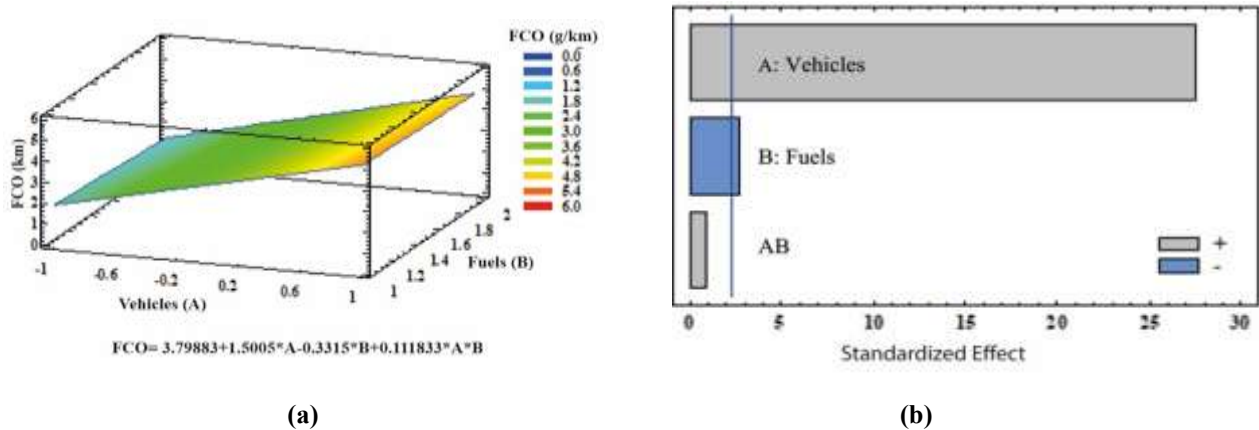 FCO (g/km)
0.0
0.6
1.2
1.8
2.4
3.0
3.6
4.2
4.8
5.4
6.0
FCO (km)
6
5
4
3
2
1
0
-1
-0.6
-0.2
0.2
0.6
1
Vehicles (A)
1
1.2
1.4
1.6
1.8
2
Fuels (B)
FCO= 3.79883+1.5005*A-0.3315*B+0.111833*A*B
(a)
A: Vehicles
B: Fuels
AB
+
-
0 5 10 15 20 25 30
Standardized Effect
(b)